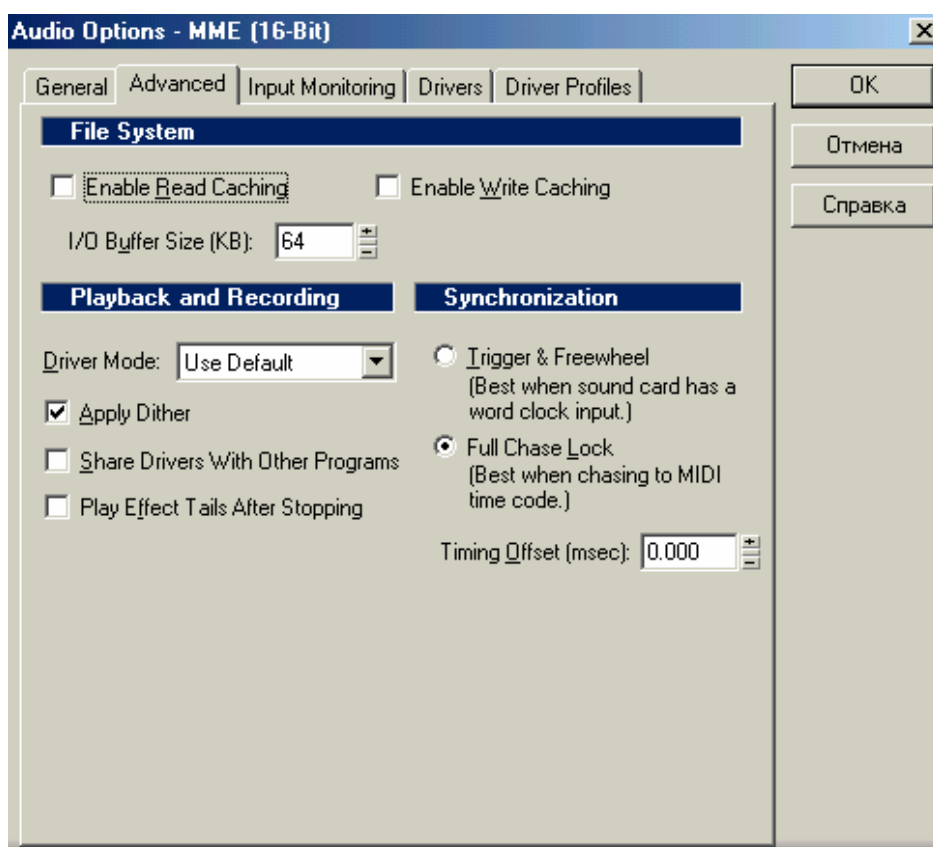 Audio Options - MME (16-Bit)
General Advanced Input Monitoring Drivers Driver Profiles
OK
Отмена
Справка
File System
Enable Read Caching Enable Write Caching
I/O Buffer Size (KB): 64
Playback and Recording
Driver Mode: Use Default
Apply Dither
Share Drivers With Other Programs
Play Effect Tails After Stopping
Synchronization
Trigger & Freewheel
(Best when sound card has a
word clock input.)
Full Chase Lock
(Best when chasing to MIDI
time code.)
Timing Offset (msec): 0.000